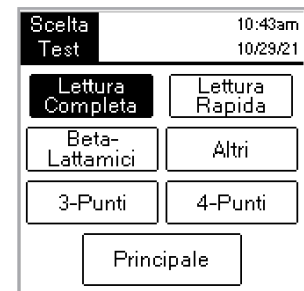 Scelta 10:43am
Test 10/29/21
Lettura Lettura
Completa Rapida
Beta-
Lattamici Altri
3-Punti 4-Punti
Principale